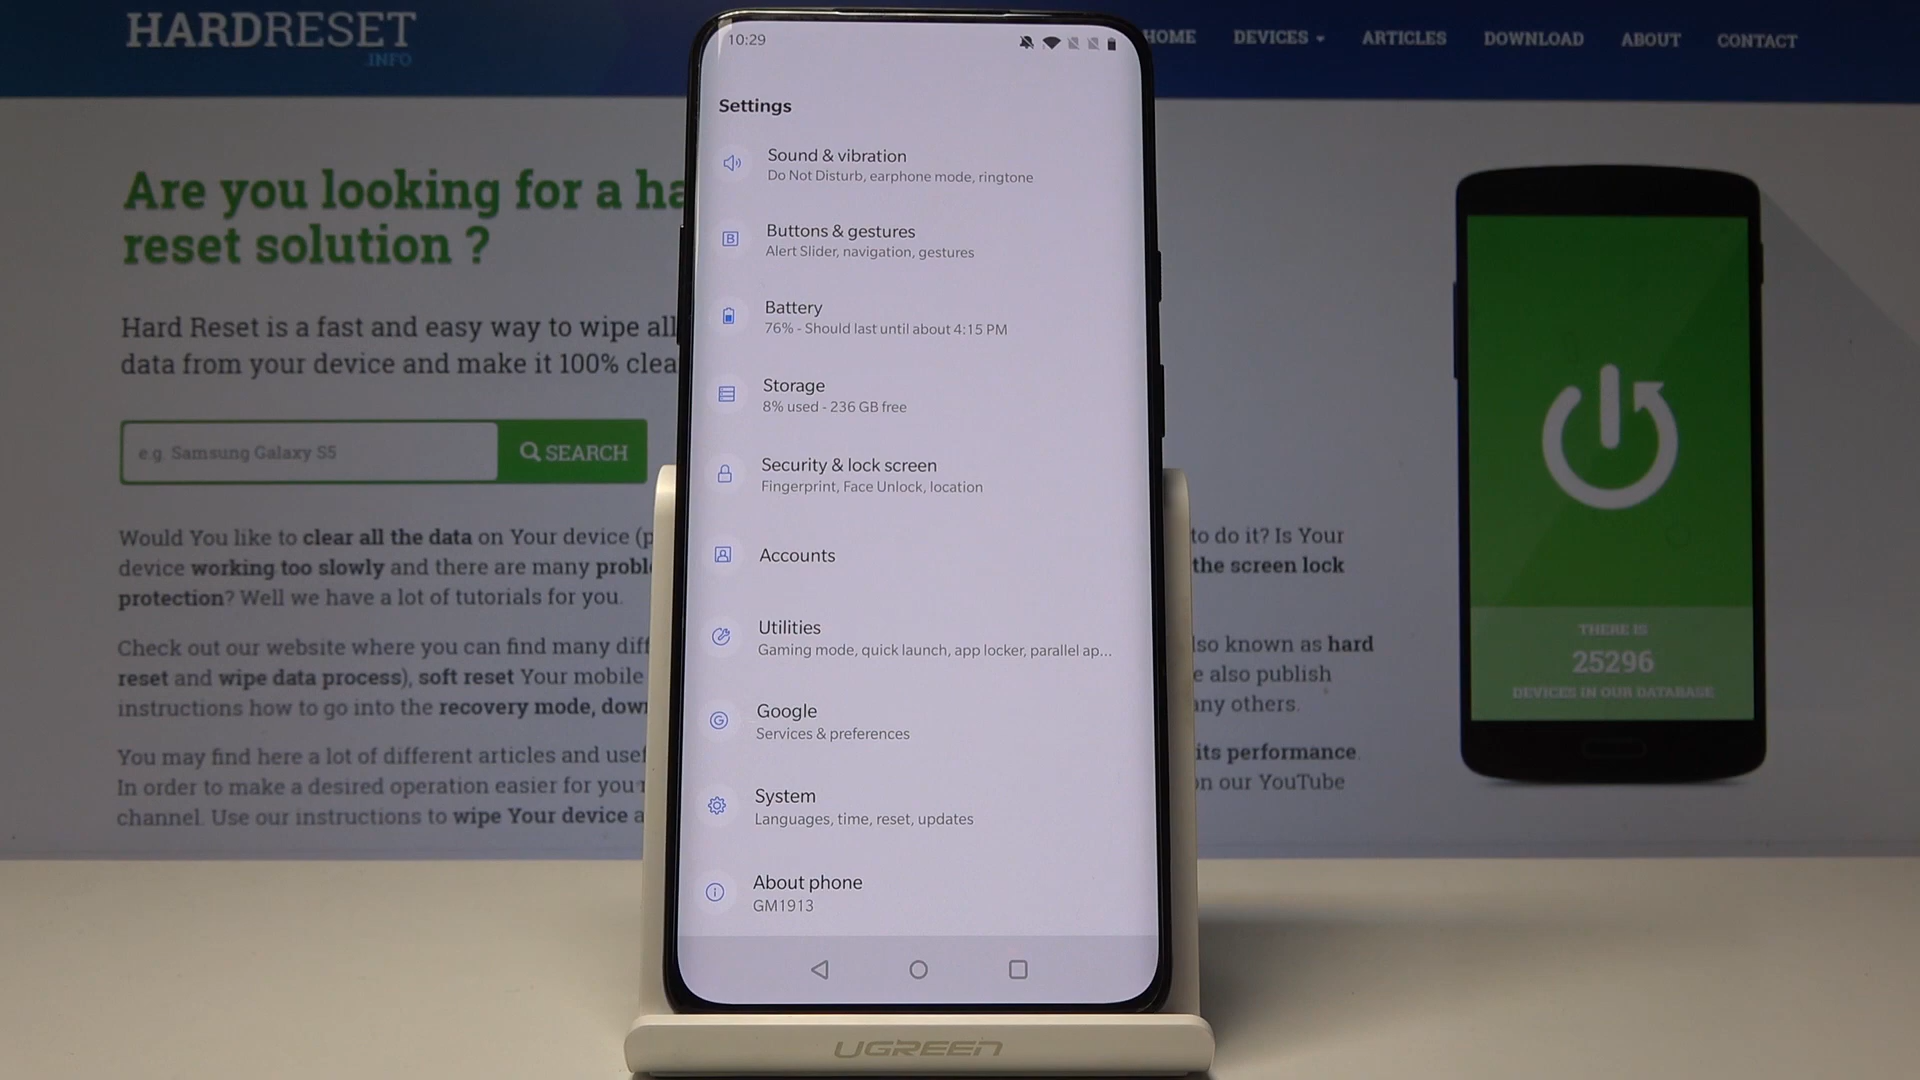 HARDRESET
.INFO
HOME DEVICES ARTICLES DOWNLOAD ABOUT CONTACT
Are you looking for a ha
reset solution ?
Hard Reset is a fast and easy way to wipe all
data from your device and make it 100% clea
e.g. Samsung Galaxy S5
SEARCH
Would You like to clear all the data on Your device (p
device working too slowly and there are many probl
protection? Well we have a lot of tutorials for you.
Check out our website where you can find many diff
reset and wipe data process), soft reset Your mobile
instructions how to go into the recovery mode, dow
You may find here a lot of different articles and usef
In order to make a desired operation easier for you
channel. Use our instructions to wipe Your device a
10:29
Settings
Sound & vibration
Do Not Disturb, earphone mode, ringtone
Buttons & gestures
Alert Slider, navigation, gestures
Battery
76% - Should last until about 4:15 PM
Storage
8% used - 236 GB free
Security & lock screen
Fingerprint, Face Unlock, location
Accounts
Utilities
Gaming mode, quick launch, app locker, parallel ap...
Google
Services & preferences
System
Languages, time, reset, updates
About phone
GM1913
UGREEN
to do it? Is Your
the screen lock
lso known as hard
e also publish
any others.
its performance.
on our YouTube
THERE IS
25296
DEVICES IN OUR DATABASE